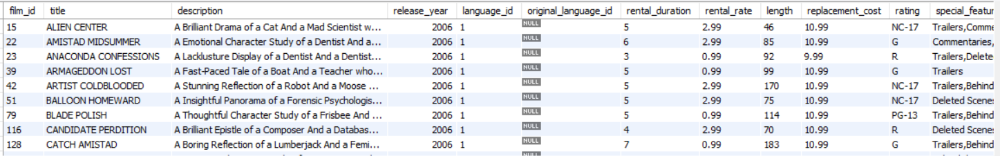 film_id title description release_year language_id original_language_id rental_duration rental_rate length replacement_cost rating special_featur
15 ALIEN CENTER A Brilliant Drama of a Cat And a Mad Scientist w... 2006 1 NULL 5 2.99 46 10.99 NC-17 Trailers,Comme
22 AMISTAD MIDSUMMER A Emotional Character Study of a Dentist And a... 2006 1 NULL 6 2.99 85 10.99 G Commentaries,
23 ANACONDA CONFESSIONS A Lacklusture Display of a Dentist And a Dentist... 2006 1 NULL 3 0.99 92 9.99 R Trailers,Delete
39 ARMAGEDDON LOST A Fast-Paced Tale of a Boat And a Teacher who... 2006 1 NULL 5 0.99 99 10.99 G Trailers
42 ARTIST COLDBLOODED A Stunning Reflection of a Robot And a Moose ... 2006 1 NULL 5 2.99 170 10.99 NC-17 Trailers,Behind
51 BALLOON HOMEWARD A Insightful Panorama of a Forensic Psychologis... 2006 1 NULL 5 2.99 75 10.99 NC-17 Deleted Scenes
79 BLADE POLISH A Thoughtful Character Study of a Frisbee And ... 2006 1 NULL 5 0.99 114 10.99 PG-13 Trailers,Behind
116 CANDIDATE PERDITION A Brilliant Epistle of a Composer And a Databas... 2006 1 NULL 4 2.99 70 10.99 R Deleted Scenes
128 CATCH AMISTAD A Boring Reflection of a Lumberjack And a Femi... 2006 1 NULL 7 0.99 183 10.99 G Trailers,Behind